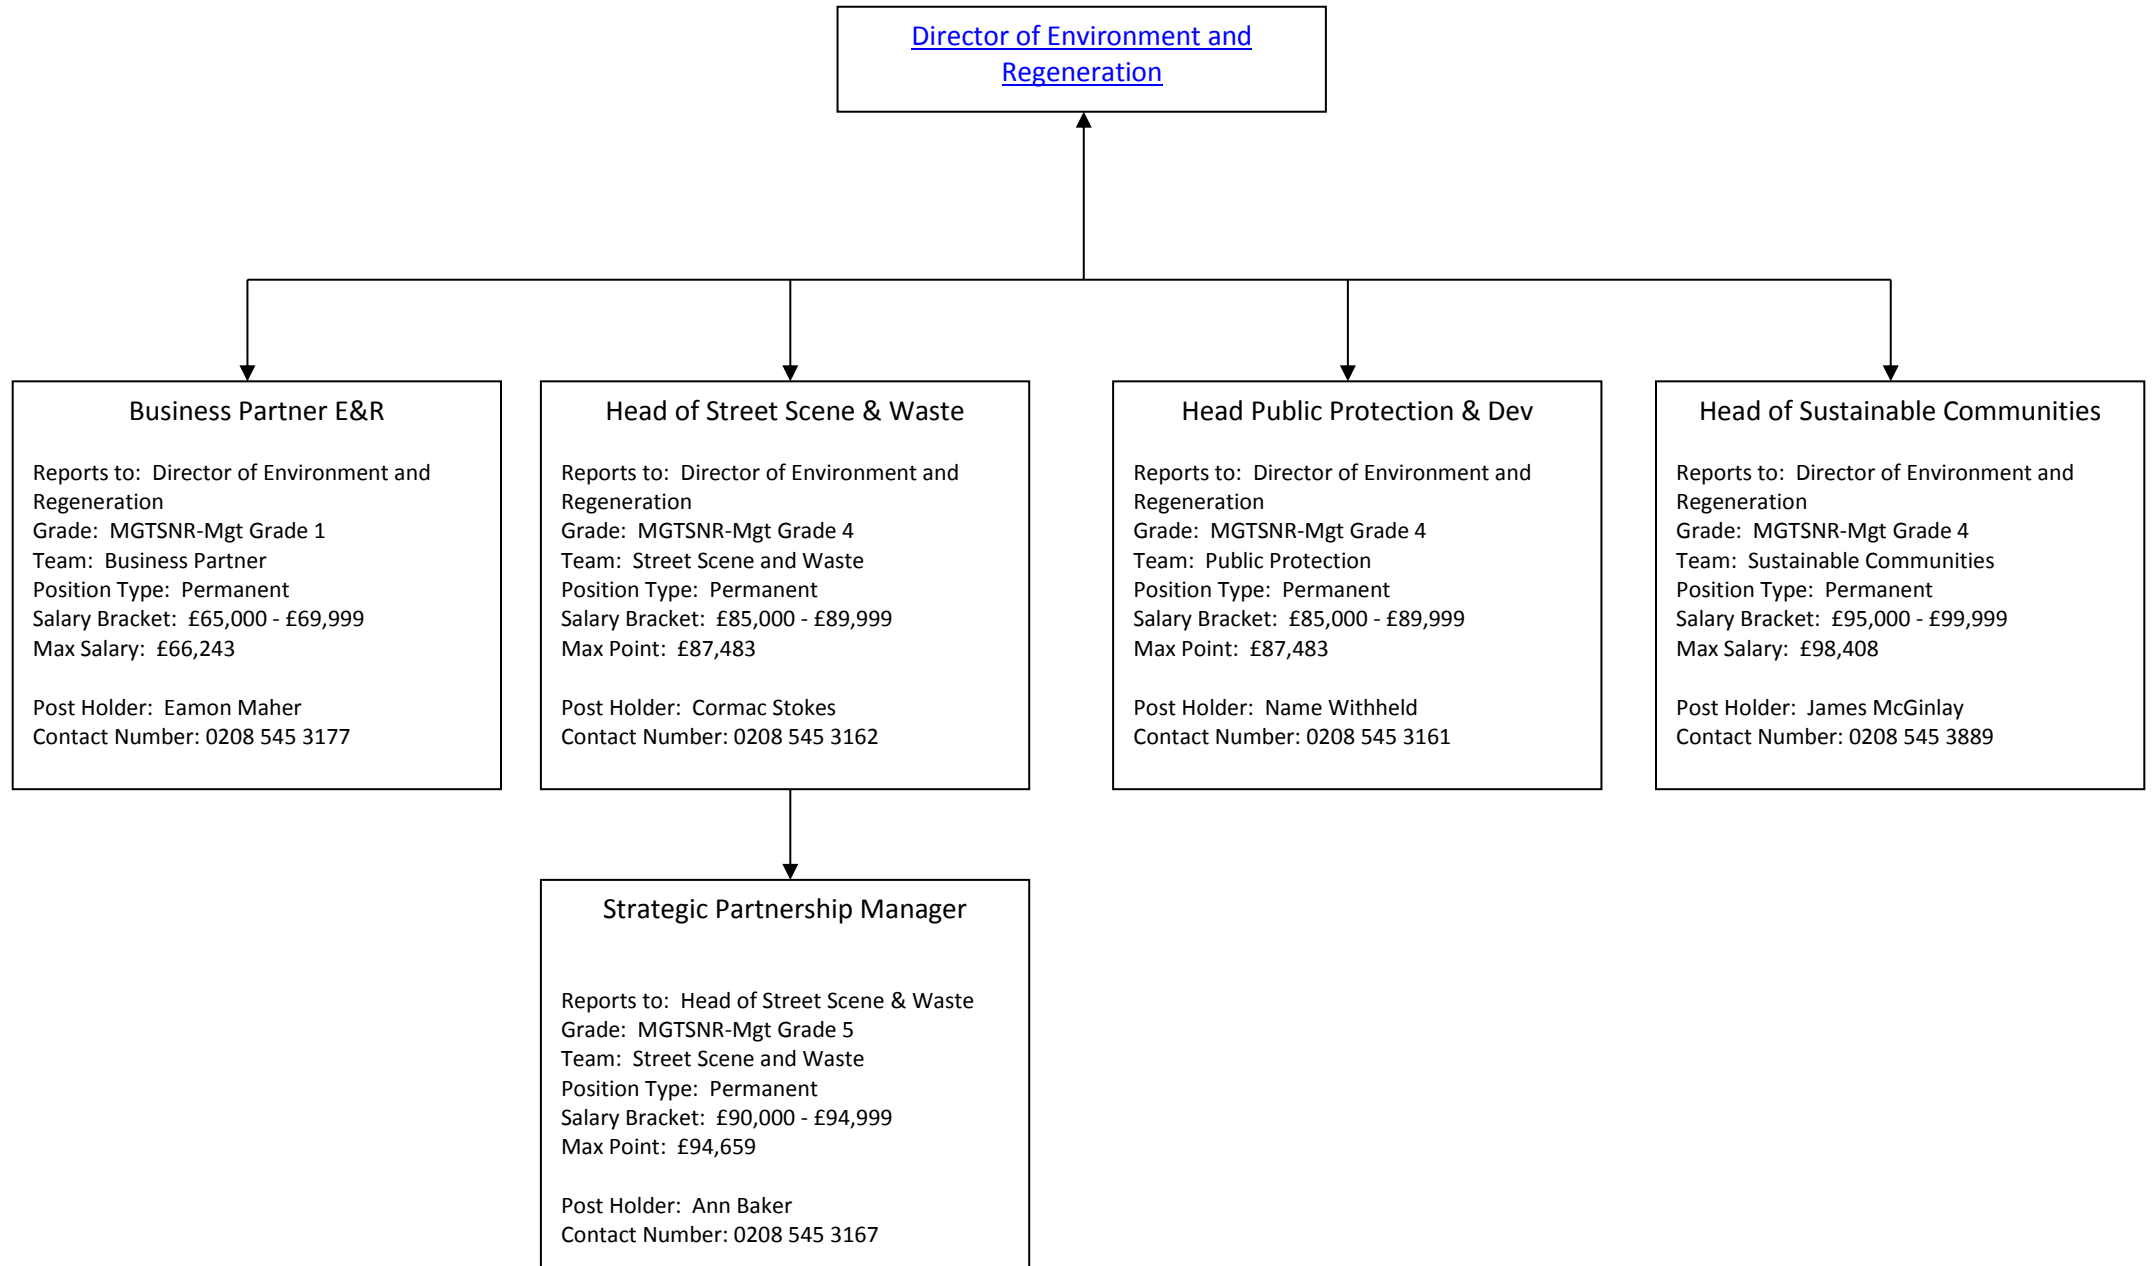 Director of Environment and
Regeneration
Business Partner E&R
Reports to: Director of Environment and
Regeneration
Grade: MGTSNR-Mgt Grade 1
Team: Business Partner
Position Type: Permanent
Salary Bracket: £65,000 - £69,999
Max Salary: £66,243
Post Holder: Eamon Maher
Contact Number: 0208 545 3177
Head of Street Scene & Waste
Reports to: Director of Environment and
Regeneration
Grade: MGTSNR-Mgt Grade 4
Team: Street Scene and Waste
Position Type: Permanent
Salary Bracket: £85,000 - £89,999
Max Point: £87,483
Post Holder: Cormac Stokes
Contact Number: 0208 545 3162
Head Public Protection & Dev
Reports to: Director of Environment and
Regeneration
Grade: MGTSNR-Mgt Grade 4
Team: Public Protection
Position Type: Permanent
Salary Bracket: £85,000 - £89,999
Max Point: £87,483
Post Holder: Name Withheld
Contact Number: 0208 545 3161
Head of Sustainable Communities
Reports to: Director of Environment and
Regeneration
Grade: MGTSNR-Mgt Grade 4
Team: Sustainable Communities
Position Type: Permanent
Salary Bracket: £95,000 - £99,999
Max Salary: £98,408
Post Holder: James McGinlay
Contact Number: 0208 545 3889
Strategic Partnership Manager
Reports to: Head of Street Scene & Waste
Grade: MGTSNR-Mgt Grade 5
Team: Street Scene and Waste
Position Type: Permanent
Salary Bracket: £90,000 - £94,999
Max Point: £94,659
Post Holder: Ann Baker
Contact Number: 0208 545 3167